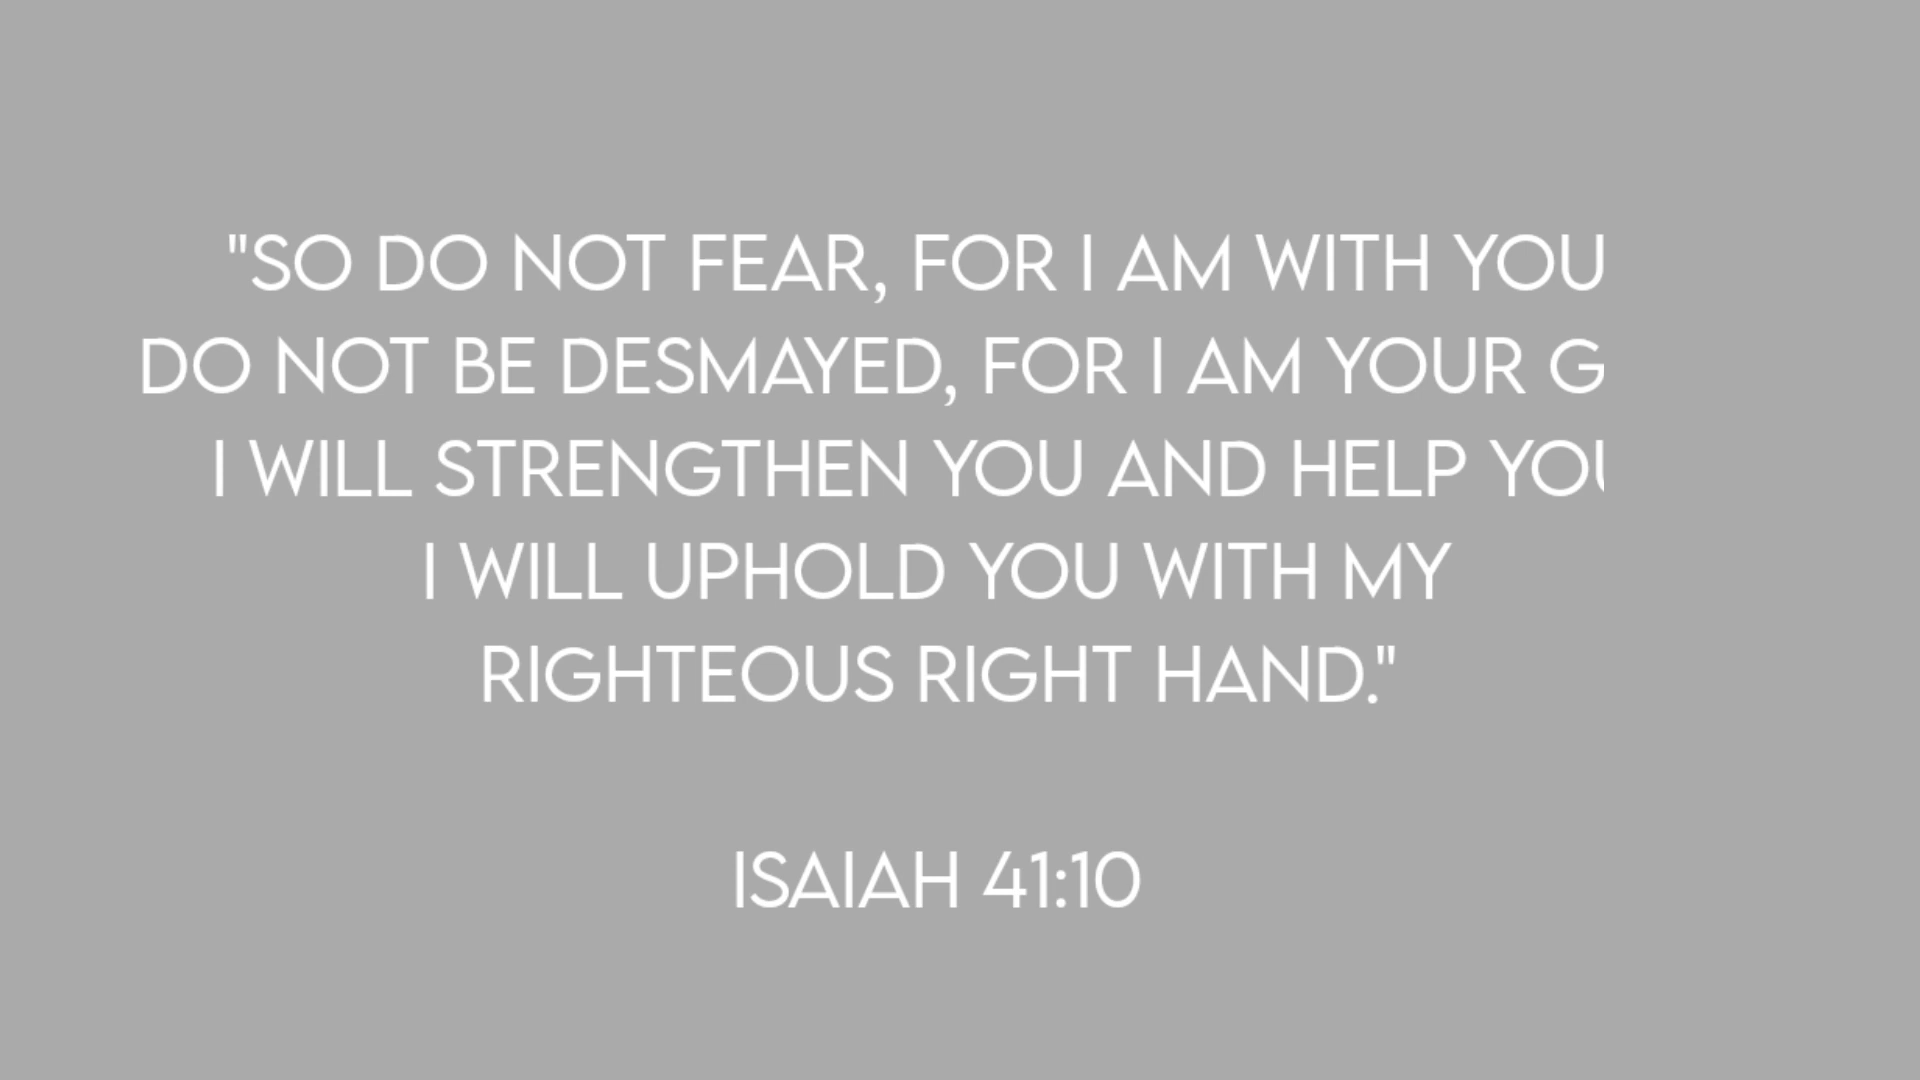 "SO DO NOT FEAR, FOR I AM WITH YOU
DO NOT BE DESMAYED, FOR I AM YOUR G
I WILL STRENGTHEN YOU AND HELP YOU
I WILL UPHOLD YOU WITH MY
RIGHTEOUS RIGHT HAND."
ISAIAH 41:10